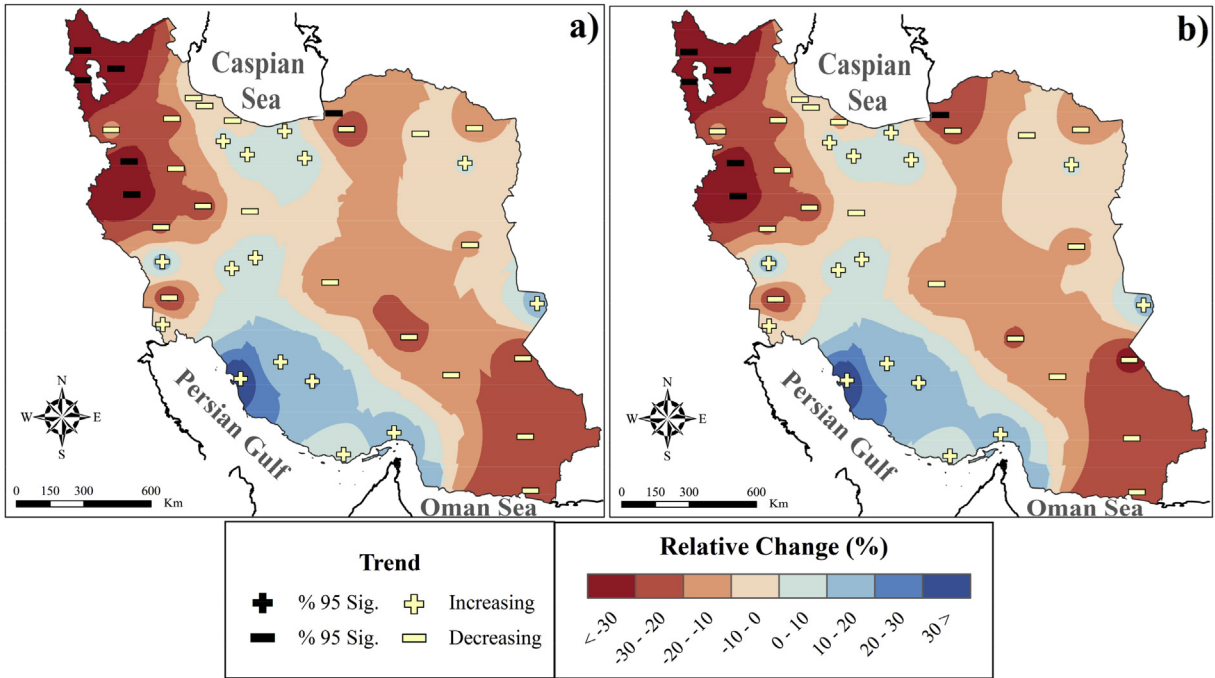 a)
Caspian
Sea
N
W E
S
Persian Gulf
Oman Sea
0 150 300 600
Km
b)
Caspian
Sea
N
W E
S
Persian Gulf
Oman Sea
0 150 300 600
Km
Trend
% 95 Sig. Increasing
% 95 Sig. Decreasing
Relative Change (%)
< -30
-30 - -20
-20 - -10
-10 - 0
0 - 10
10 - 20
20 - 30
30 >